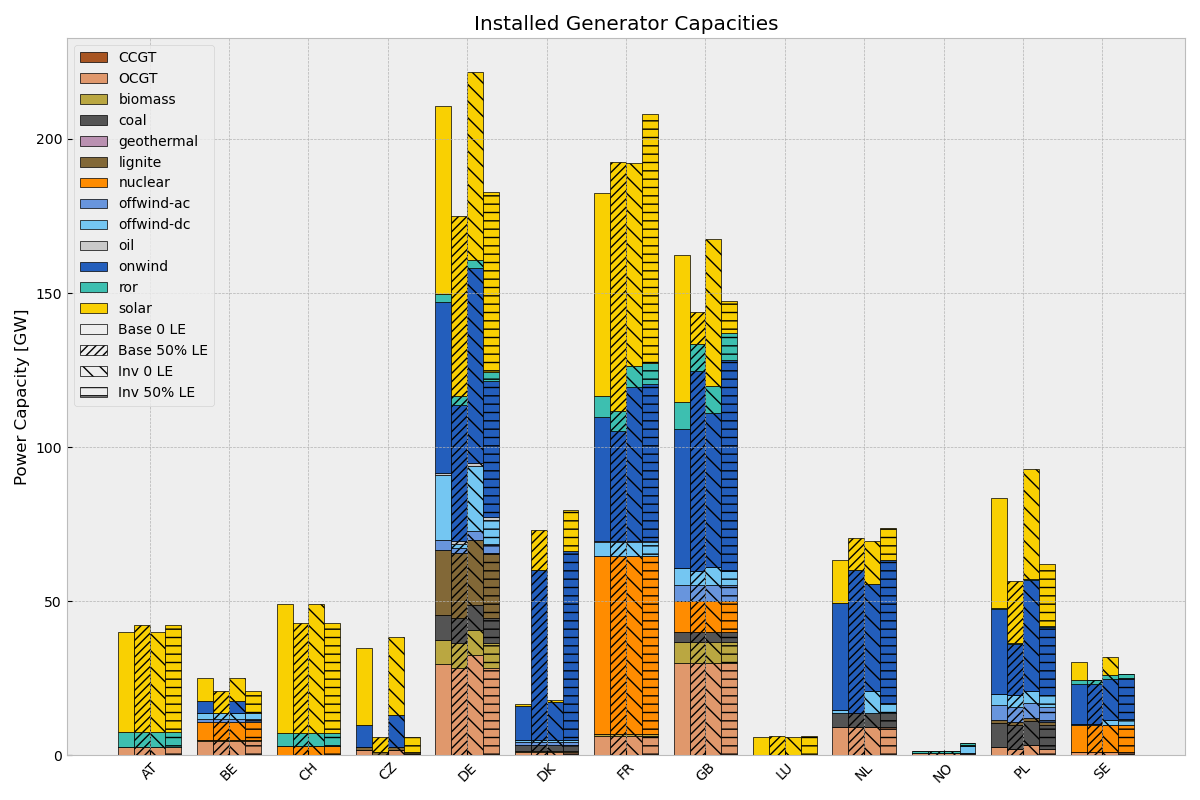 Installed Generator Capacities
CCGT
OCGT
biomass
coal
geothermal
lignite
nuclear
offwind-ac
offwind-dc
oil
onwind
ror
solar
Base 0 LE
Base 50% LE
Inv 0 LE
Inv 50% LE
Power Capacity [GW]
200
150
100
50
0
AT BE CH CZ DE DK FR GB LU NL NO PL SE